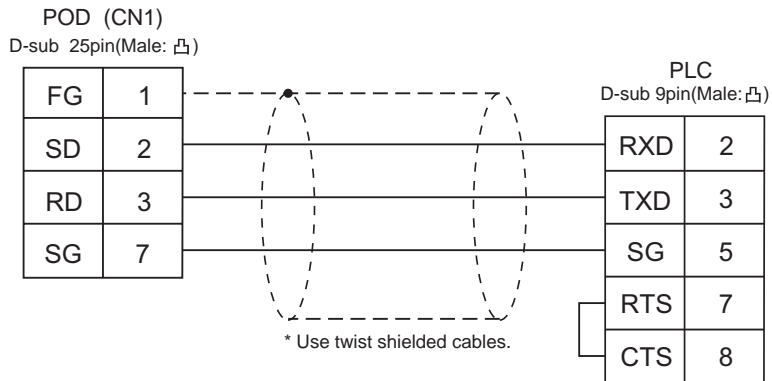 POD (CN1)
D-sub 25pin(Male: 凸)
FG 1
SD 2
RD 3
SG 7
PLC
D-sub 9pin(Male:凸)
RXD 2
TXD 3
SG 5
RTS 7
CTS 8
* Use twist shielded cables.